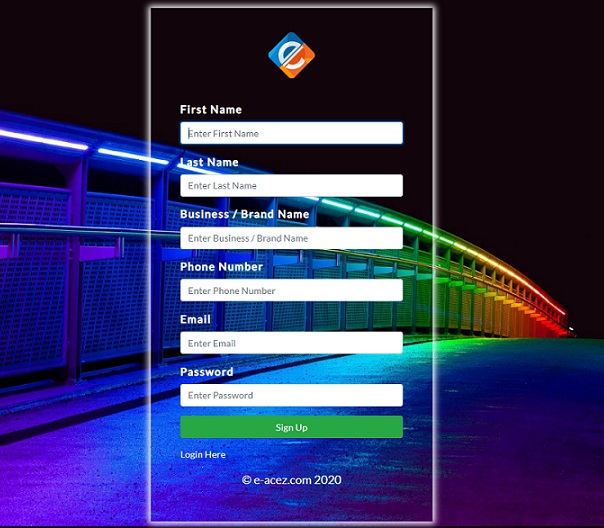 First Name
Enter First Name
Last Name
Enter Last Name
Business / Brand Name
Enter Business / Brand Name
Phone Number
Enter Phone Number
Email
Enter Email
Password
Enter Password
Sign Up
Login Here
© e-acez.com 2020